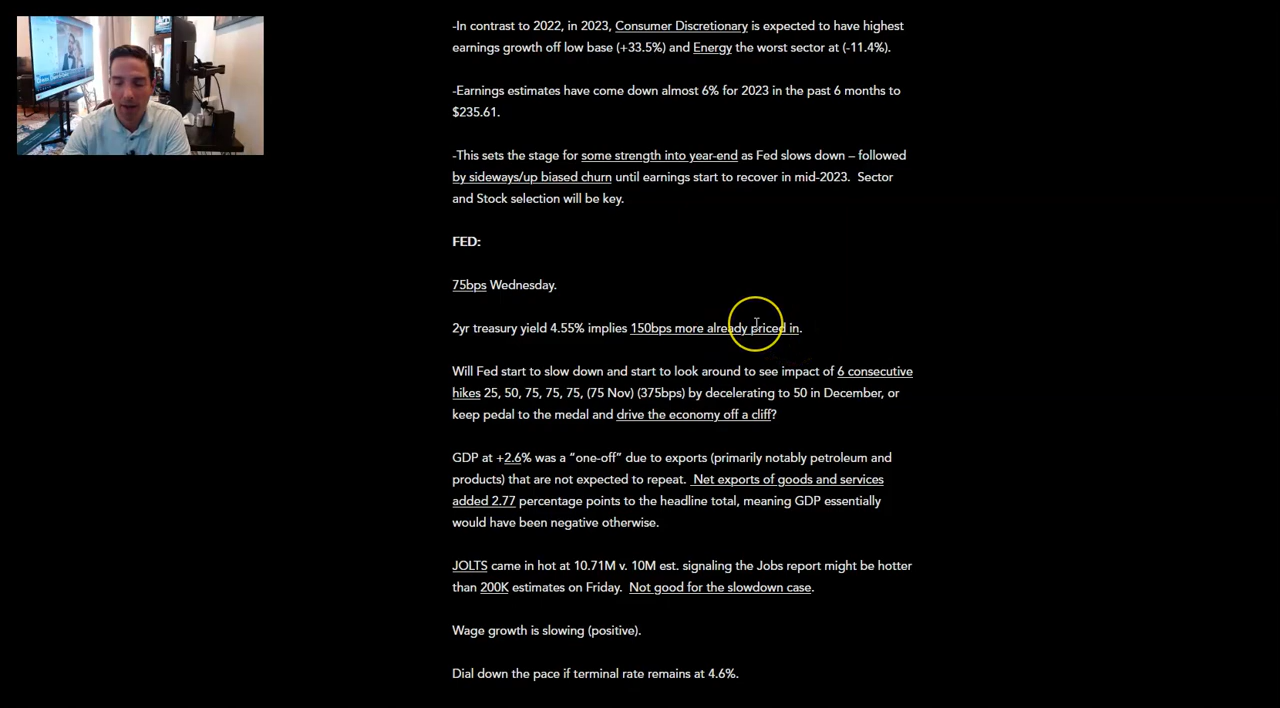 -In contrast to 2022, in 2023, Consumer Discretionary is expected to have highest
earnings growth off low base (+33.5%) and Energy the worst sector at (-11.4%).
-Earnings estimates have come down almost 6% for 2023 in the past 6 months to
$235.61.
-This sets the stage for some strength into year-end as Fed slows down – followed
by sideways/up biased churn until earnings start to recover in mid-2023.  Sector
and Stock selection will be key.
FED:
75bps Wednesday.
2yr treasury yield 4.55% implies 150bps more already priced in.
Will Fed start to slow down and start to look around to see impact of 6 consecutive
hikes 25, 50, 75, 75, 75, (75 Nov) (375bps) by decelerating to 50 in December, or
keep pedal to the medal and drive the economy off a cliff?
GDP at +2.6% was a “one-off” due to exports (primarily notably petroleum and
products) that are not expected to repeat.  Net exports of goods and services
added 2.77 percentage points to the headline total, meaning GDP essentially
would have been negative otherwise.
JOLTS came in hot at 10.71M v. 10M est. signaling the Jobs report might be hotter
than 200K estimates on Friday.  Not good for the slowdown case.
Wage growth is slowing (positive).
Dial down the pace if terminal rate remains at 4.6%.